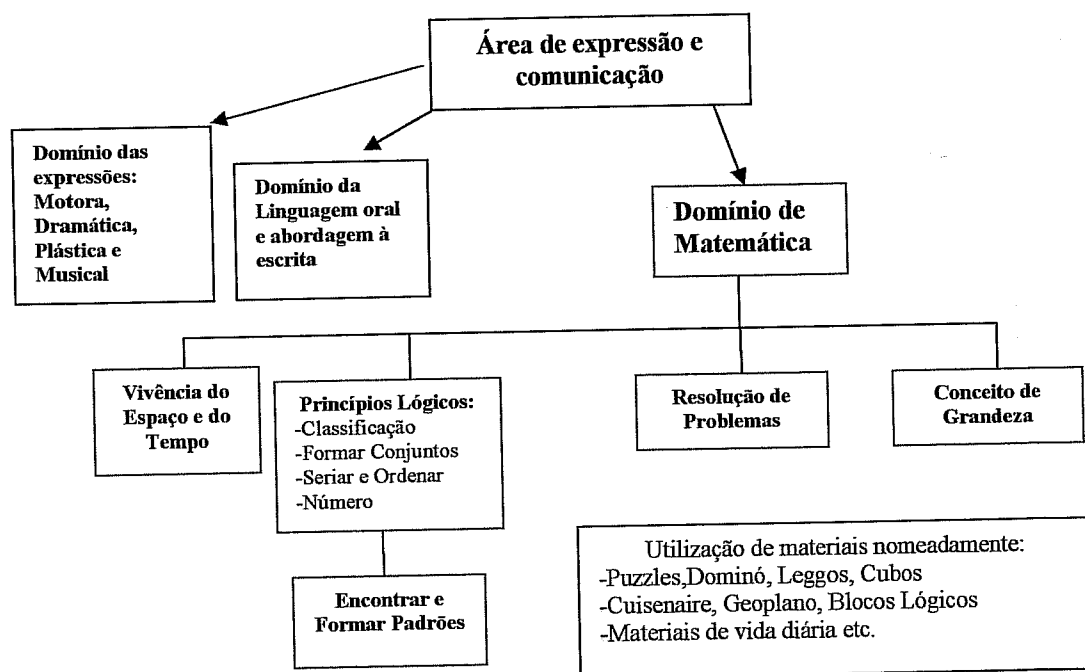 Área de expressão e
comunicação
Domínio das
expressões:
Motora,
Dramática,
Plástica e
Musical
Domínio da
Linguagem oral
e abordagem à
escrita
Domínio de
Matemática
Vivência do
Espaço e do
Tempo
Princípios Lógicos:
-Classificação
-Formar Conjuntos
-Seriar e Ordenar
-Número
Resolução de
Problemas
Conceito de
Grandeza
Encontrar e
Formar Padrões
Utilização de materiais nomeadamente:
-Puzzles,Dominó, Leggos, Cubos
-Cuisenaire, Geoplano, Blocos Lógicos
-Materiais de vida diária etc.